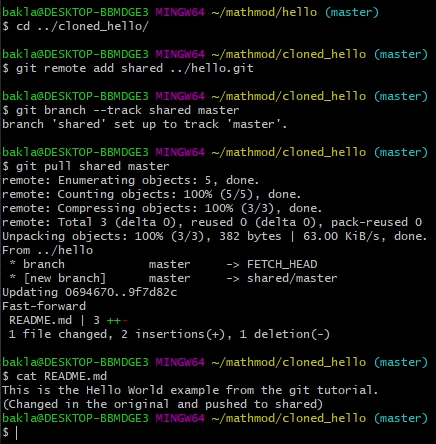 bakla@DESKTOP-BBMDGE3 MINGW64 ~/mathmod/hello (master)
$ cd ../cloned_hello/
bakla@DESKTOP-BBMDGE3 MINGW64 ~/mathmod/cloned_hello (master)
$ git remote add shared ../hello.git
bakla@DESKTOP-BBMDGE3 MINGW64 ~/mathmod/cloned_hello (master)
$ git branch --track shared master
branch 'shared' set up to track 'master'.
bakla@DESKTOP-BBMDGE3 MINGW64 ~/mathmod/cloned_hello (master)
$ git pull shared master
remote: Enumerating objects: 5, done.
remote: Counting objects: 100% (5/5), done.
remote: Compressing objects: 100% (3/3), done.
remote: Total 3 (delta 0), reused 0 (delta 0), pack-reused 0
Unpacking objects: 100% (3/3), 382 bytes | 63.00 KiB/s, done.
From ../hello
 * branch            master     -> FETCH_HEAD
 * [new branch]      master     -> shared/master
Updating 0694670..9f7d82c
Fast-forward
 README.md | 3 ++-
 1 file changed, 2 insertions(+), 1 deletion(-)
bakla@DESKTOP-BBMDGE3 MINGW64 ~/mathmod/cloned_hello (master)
$ cat README.md
This is the Hello World example from the git tutorial.
(Changed in the original and pushed to shared)
bakla@DESKTOP-BBMDGE3 MINGW64 ~/mathmod/cloned_hello (master)
$